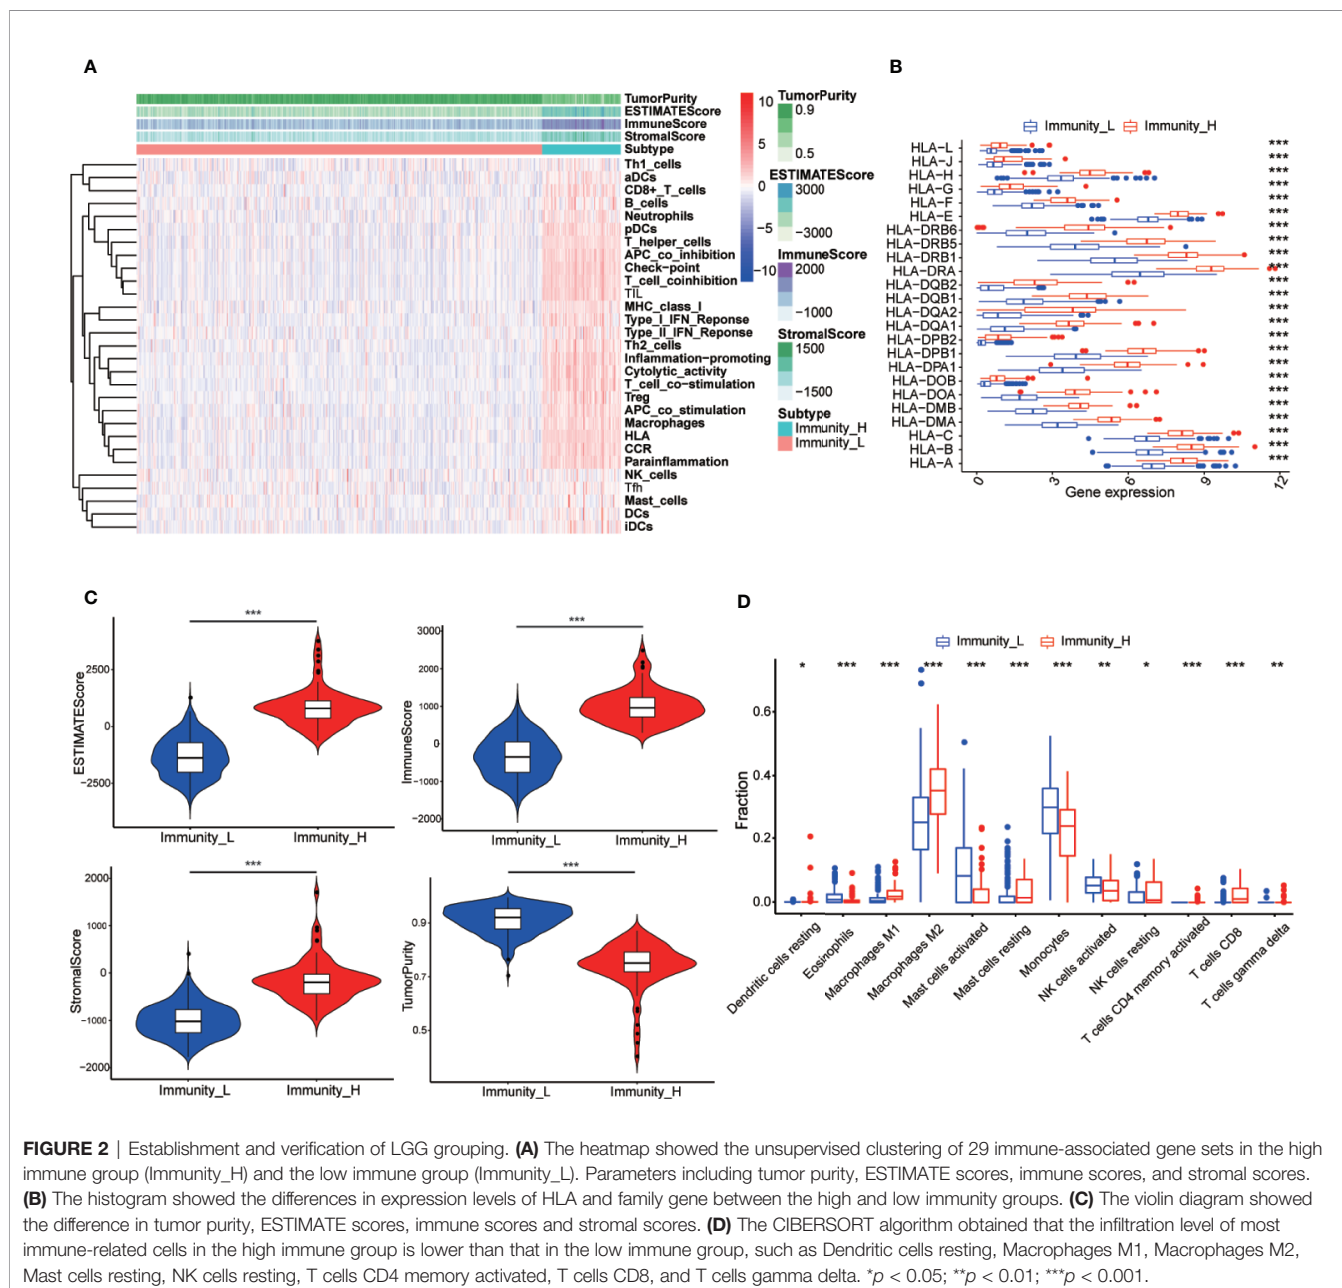 A
TumorPurity
ESTIMATEScore
ImmuneScore
StromalScore
Subtype
Th1_cells
aDCs
CD8+_T_cells
B_cells
Neutrophils
pDCs
T_helper_cells
APC_co_inhibition
Check-point
T_cell_coinhibition
TIL
MHC_class_I
Type_I_IFN_Reponse
Type_II_IFN_Reponse
Th2_cells
Inflammation-promoting
Cytolytic_activity
T_cell_co-stimulation
Treg
APC_co_stimulation
Macrophages
HLA
CCR
Parainflammation
NK_cells
Tfh
Mast_cells
DCs
iDCs
10
5
0
−5
−10
TumorPurity
0.9
0.5
ESTIMATEScore
3000
−3000
ImmuneScore
2000
−1000
StromalScore
1500
−1500
Subtype
Immunity_H
Immunity_L
B
Immunity_L Immunity_H
HLA−L ***
HLA−J ***
HLA−H ***
HLA−G ***
HLA−F ***
HLA−E ***
HLA−DRB6 ***
HLA−DRB5 ***
HLA−DRB1 ***
HLA−DRA ***
HLA−DQB2 ***
HLA−DQB1 ***
HLA−DQA2 ***
HLA−DQA1 ***
HLA−DPB2 ***
HLA−DPB1 ***
HLA−DPA1 ***
HLA−DOB ***
HLA−DOA ***
HLA−DMB ***
HLA−DMA ***
HLA−C ***
HLA−B ***
HLA−A ***
0 3 6 9 12
Gene expression
C
***
ESTIMATEScore
2500
0
−2500
Immunity_L Immunity_H
***
ImmuneScore
3000
2000
1000
0
−1000
−2000
Immunity_L Immunity_H
***
StromalScore
2000
1000
0
−1000
−2000
Immunity_L Immunity_H
***
TumorPurity
0.9
0.7
0.5
Immunity_L Immunity_H
D
Immunity_L Immunity_H
* *** *** *** *** *** *** ** * *** *** **
Fraction
0.6
0.4
0.2
0.0
Dendritic cells resting
Eosinophils
Macrophages M1
Macrophages M2
Mast cells activated
Mast cells resting
Monocytes
NK cells activated
NK cells resting
T cells CD4 memory activated
T cells CD8
T cells gamma delta
FIGURE 2 | Establishment and verification of LGG grouping. (A) The heatmap showed the unsupervised clustering of 29 immune-associated gene sets in the high
immune group (Immunity_H) and the low immune group (Immunity_L). Parameters including tumor purity, ESTIMATE scores, immune scores, and stromal scores.
(B) The histogram showed the differences in expression levels of HLA and family gene between the high and low immunity groups. (C) The violin diagram showed
the difference in tumor purity, ESTIMATE scores, immune scores and stromal scores. (D) The CIBERSORT algorithm obtained that the infiltration level of most
immune-related cells in the high immune group is lower than that in the low immune group, such as Dendritic cells resting, Macrophages M1, Macrophages M2,
Mast cells resting, NK cells resting, T cells CD4 memory activated, T cells CD8, and T cells gamma delta. *p < 0.05; **p < 0.01; ***p < 0.001.